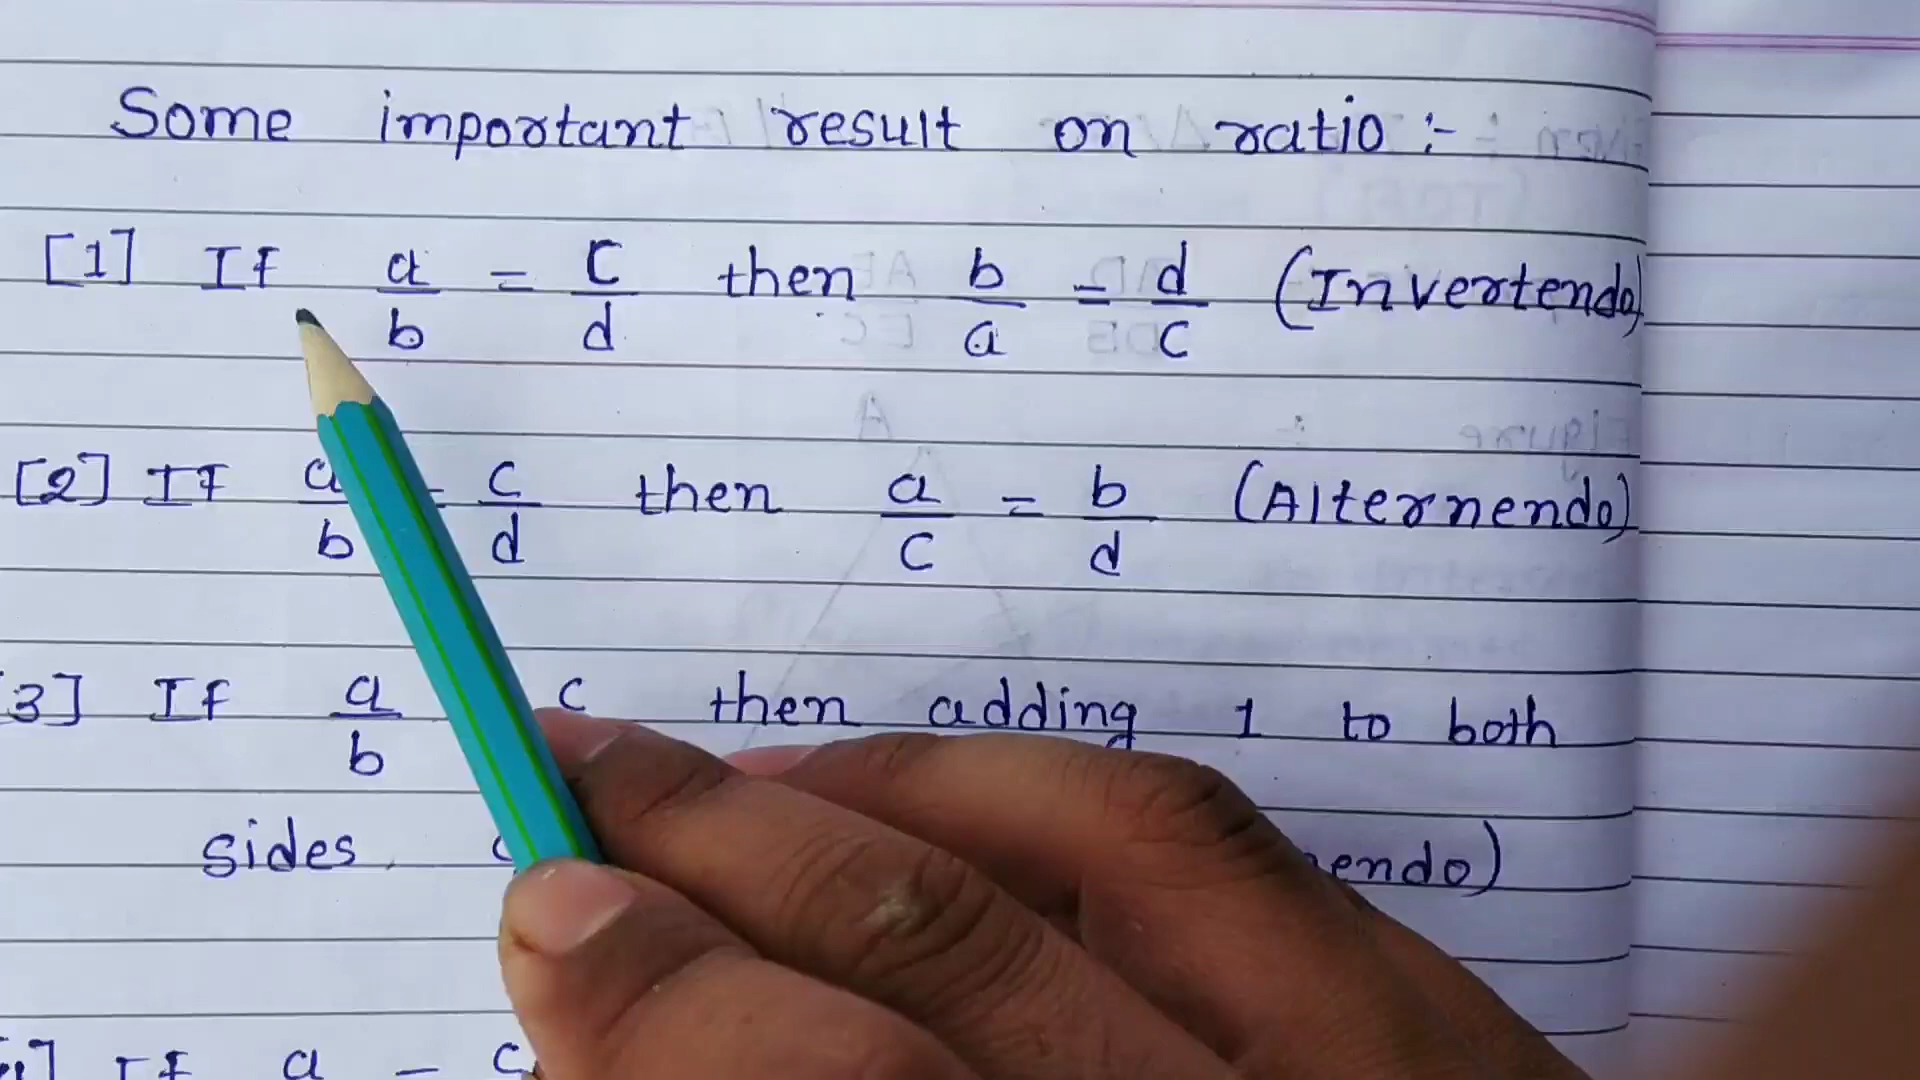 Some important result on ratio :-
[1] If a/b = c/d then b/a = d/c (Invertendo)
[2] If a/b = c/d then a/c = b/d (Alternendo)
3] If a/b c then adding 1 to both
sides endo)
] If a = c